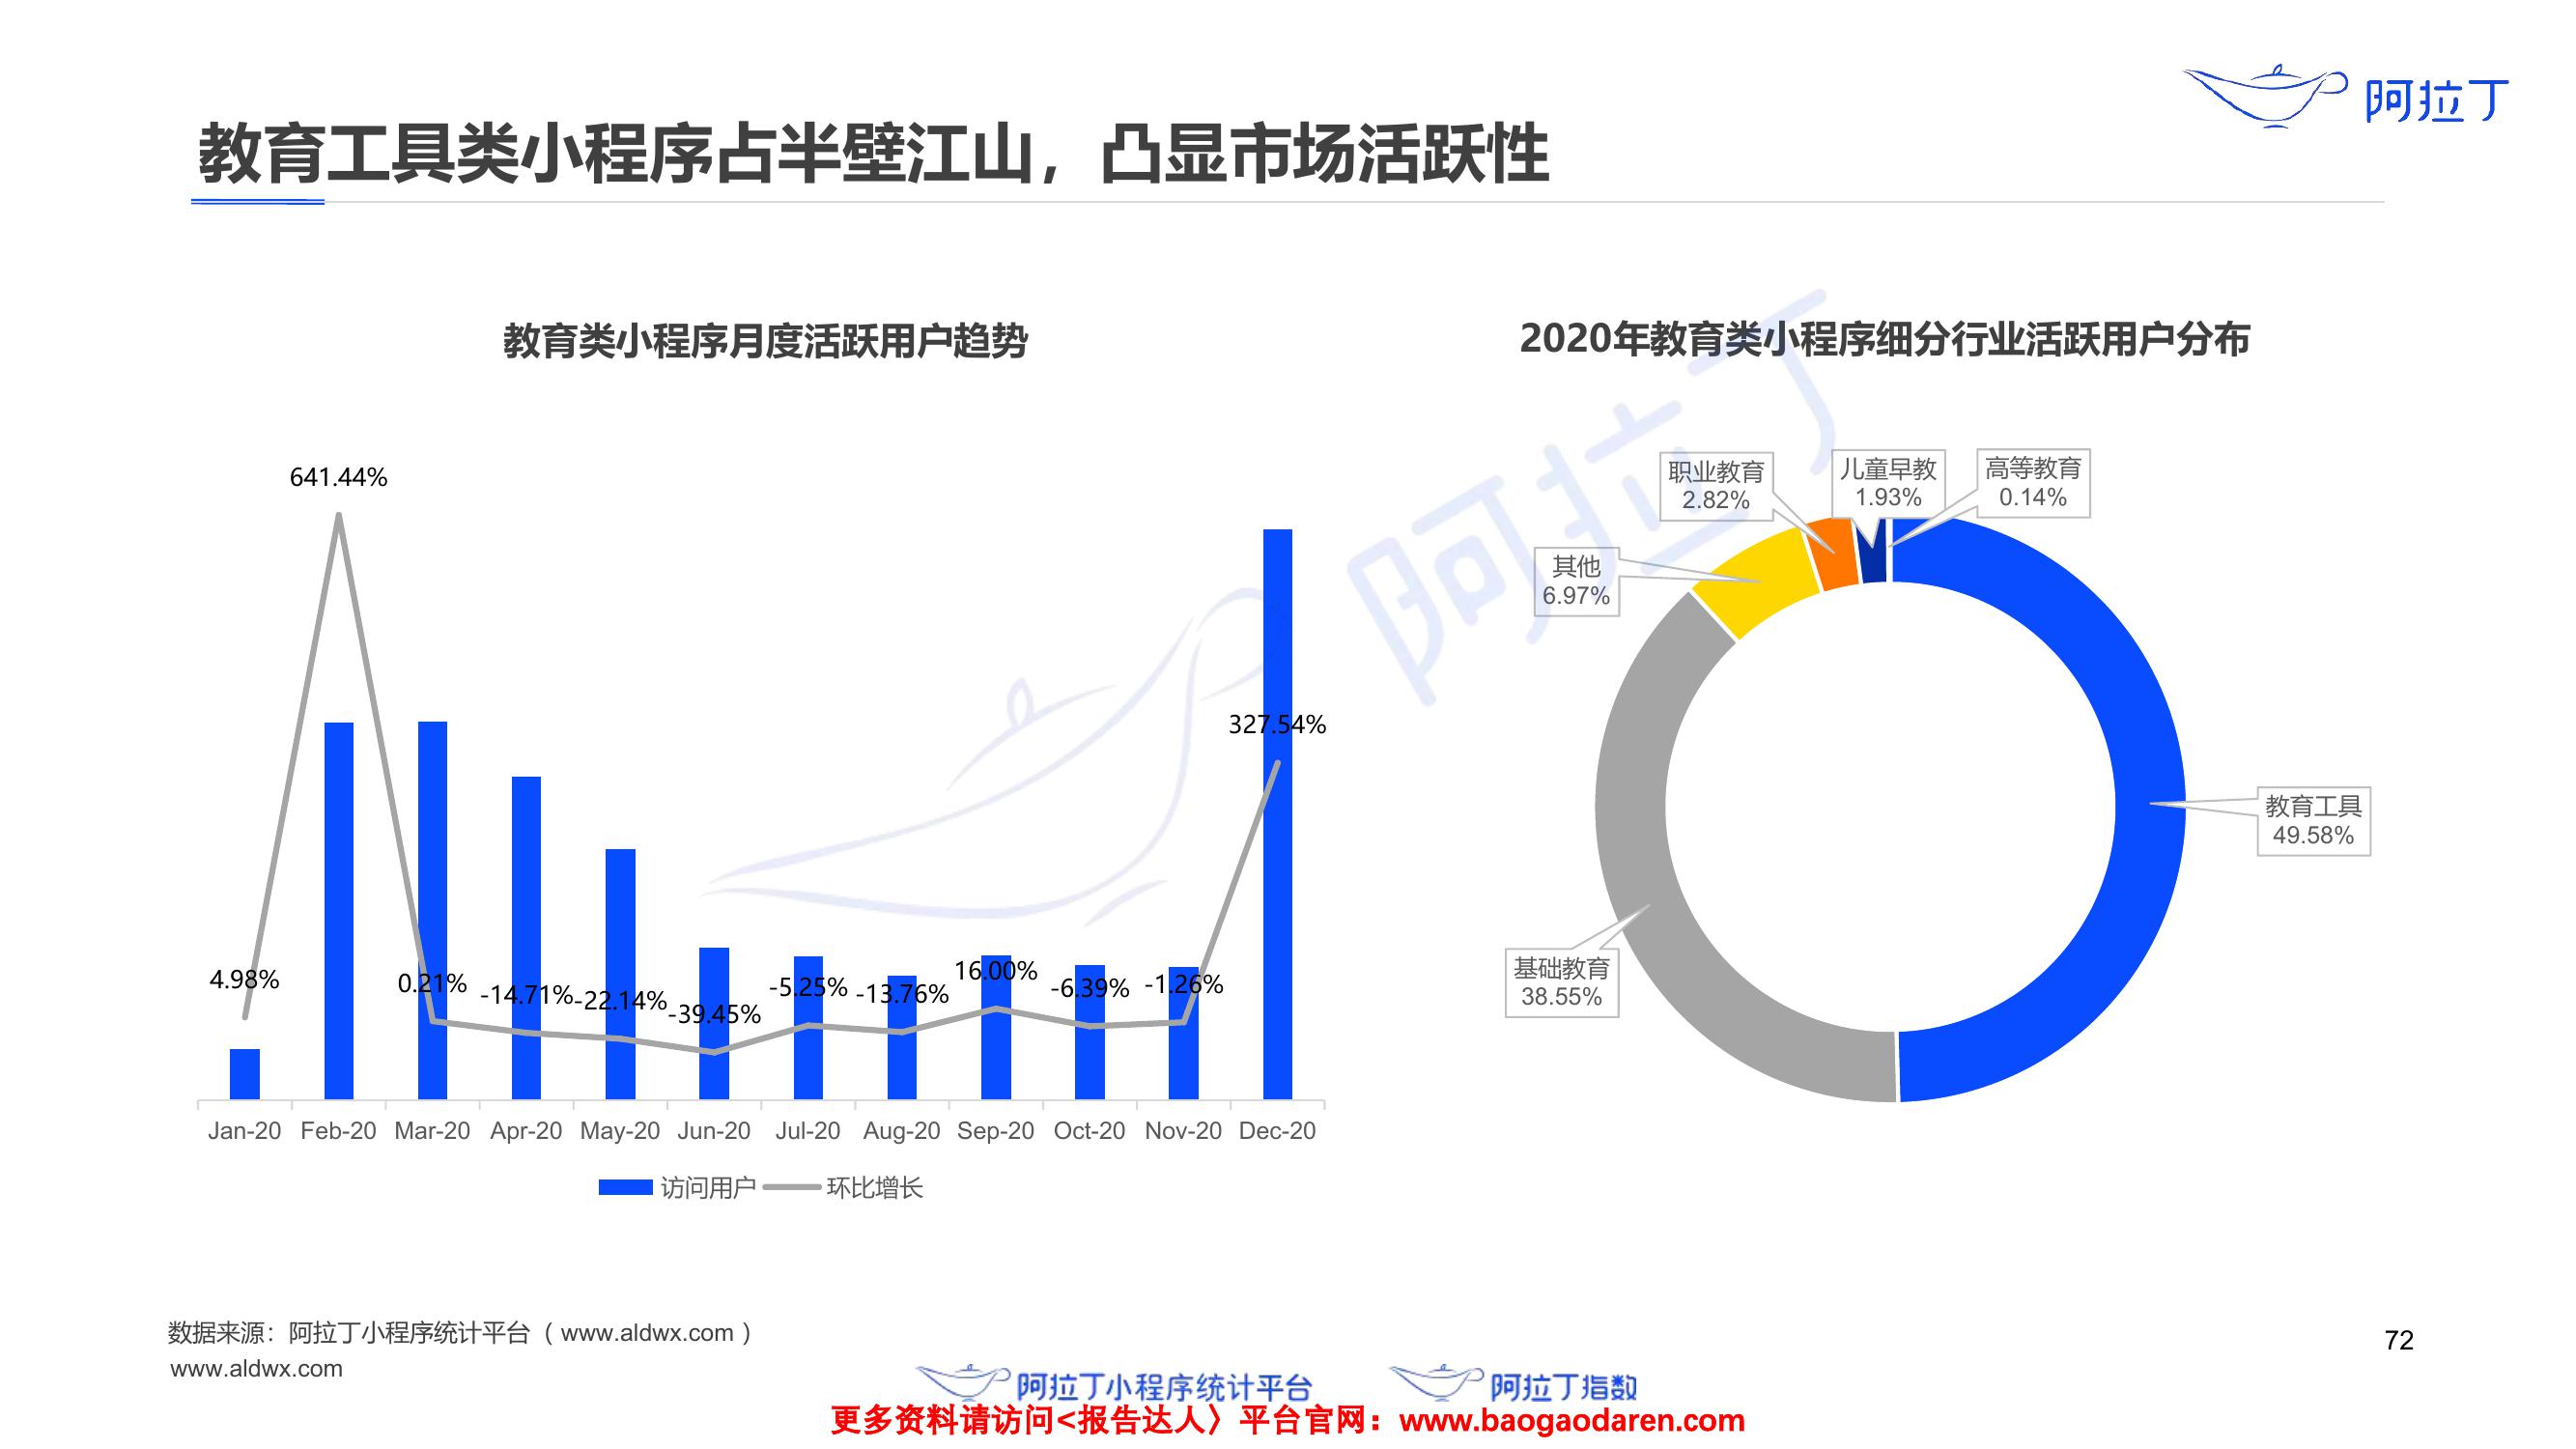 阿拉丁
教育工具类小程序占半壁江山，凸显市场活跃性
教育类小程序月度活跃用户趋势
641.44%
327.54%
4.98%
0.21%
-14.71%
-22.14%
-39.45%
-5.25%
-13.76%
16.00%
-6.39%
-1.26%
Jan-20 Feb-20 Mar-20 Apr-20 May-20 Jun-20 Jul-20 Aug-20 Sep-20 Oct-20 Nov-20 Dec-20
访问用户 环比增长
2020年教育类小程序细分行业活跃用户分布
阿拉丁
职业教育
2.82%
儿童早教
1.93%
高等教育
0.14%
其他
6.97%
教育工具
49.58%
基础教育
38.55%
数据来源：阿拉丁小程序统计平台（www.aldwx.com）
www.aldwx.com
72
阿拉丁小程序统计平台 阿拉丁指数
更多资料请访问<报告达人〉平台官网：www.baogaodaren.com